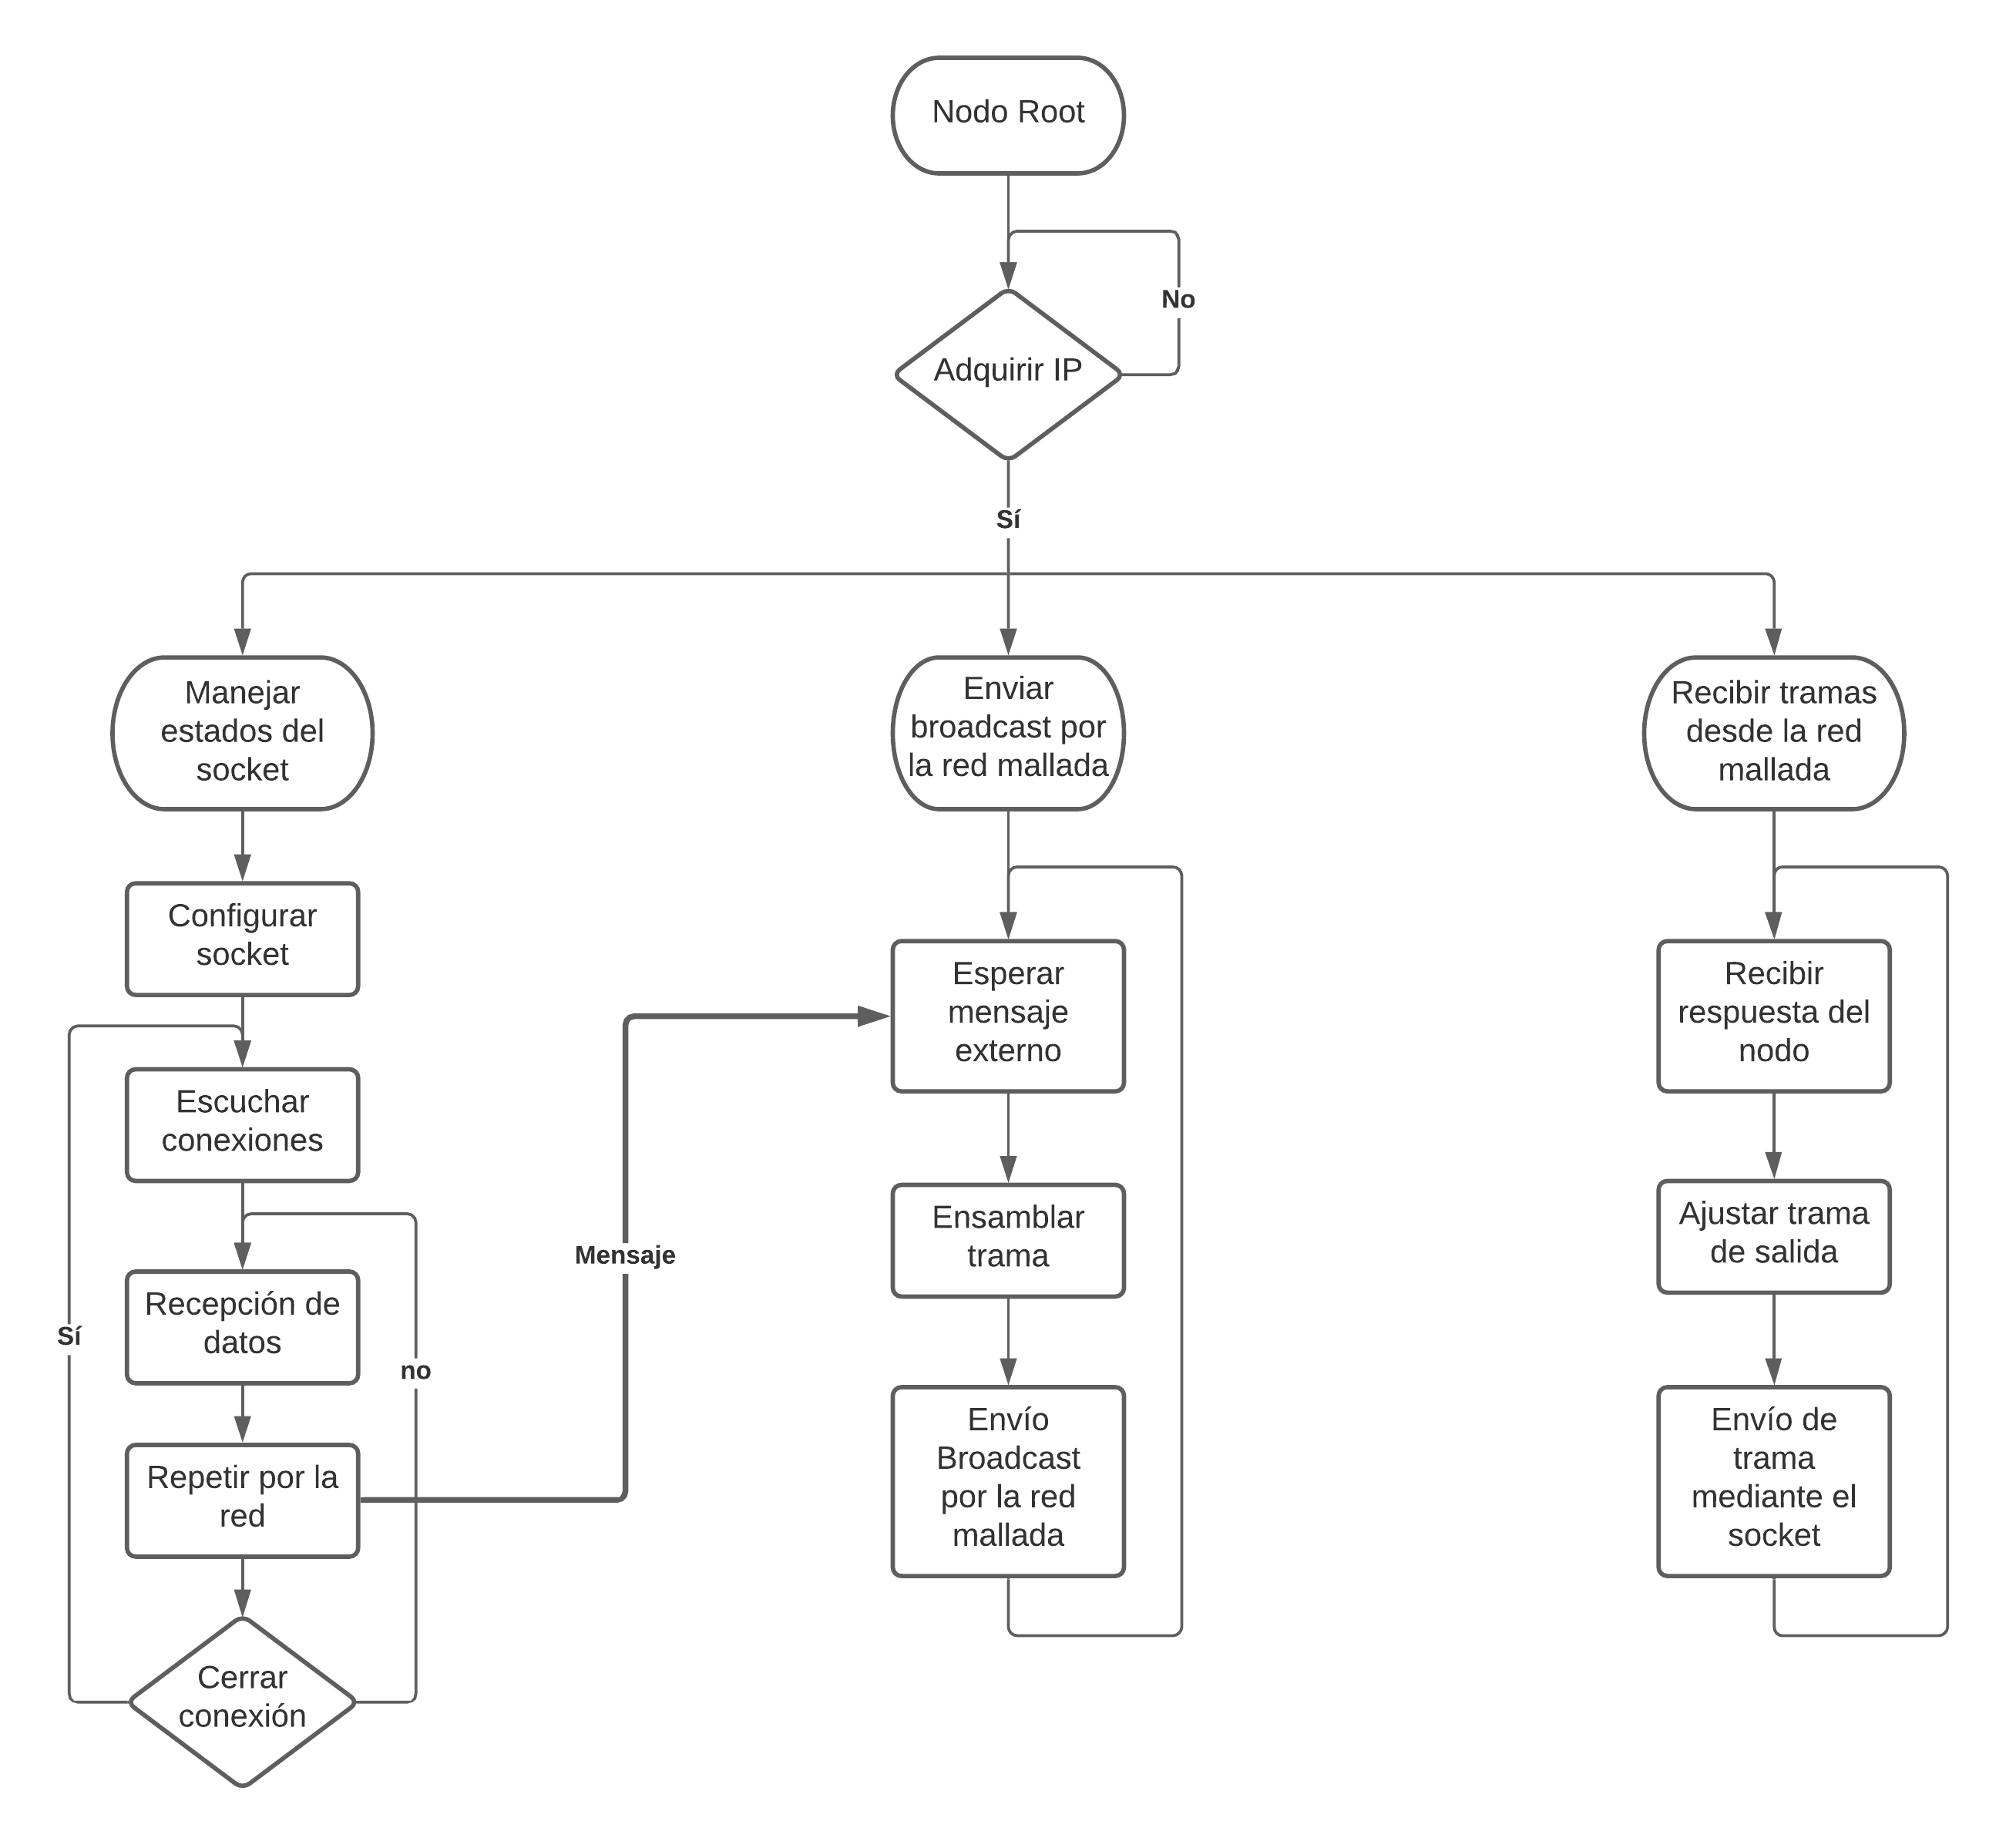 Nodo Root
No
Adquirir IP
Sí
Manejar
estados del
socket
Enviar
broadcast por
la red mallada
Recibir tramas
desde la red
mallada
Configurar
socket
Escuchar
conexiones
Recepción de
datos
Repetir por la
red
Cerrar
conexión
Sí
no
Mensaje
Esperar
mensaje
externo
Ensamblar
trama
Envío
Broadcast
por la red
mallada
Recibir
respuesta del
nodo
Ajustar trama
de salida
Envío de
trama
mediante el
socket